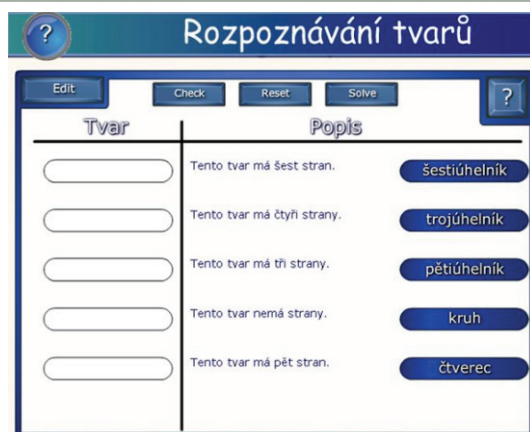 ?
Rozpoznávání tvarů
Edit
Check
Reset
Solve
?
Tvar
Popis
Tento tvar má šest stran.
šestiúhelník
Tento tvar má čtyři strany.
trojúhelník
Tento tvar má tři strany.
pětiúhelník
Tento tvar nemá strany.
kruh
Tento tvar má pět stran.
čtverec